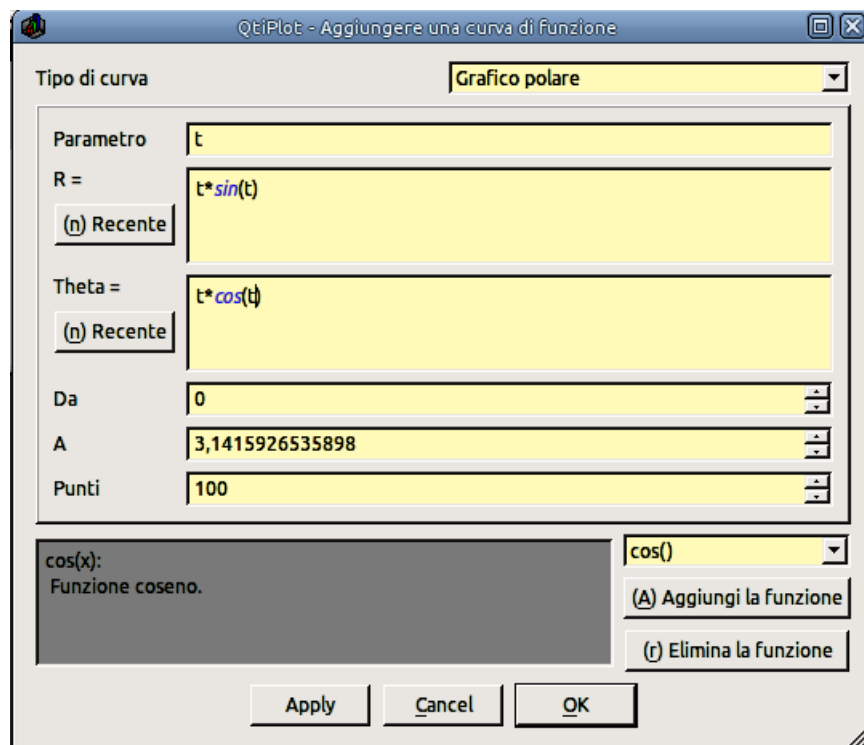 QtiPlot - Aggiungere una curva di funzione
Tipo di curva
Grafico polare
Parametro
t
R =
t*sin(t)
(n) Recente
Theta =
t*cos(t)
(n) Recente
Da
0
A
3,1415926535898
Punti
100
cos(x):
Funzione coseno.
cos()
(A) Aggiungi la funzione
(r) Elimina la funzione
Apply
Cancel
OK